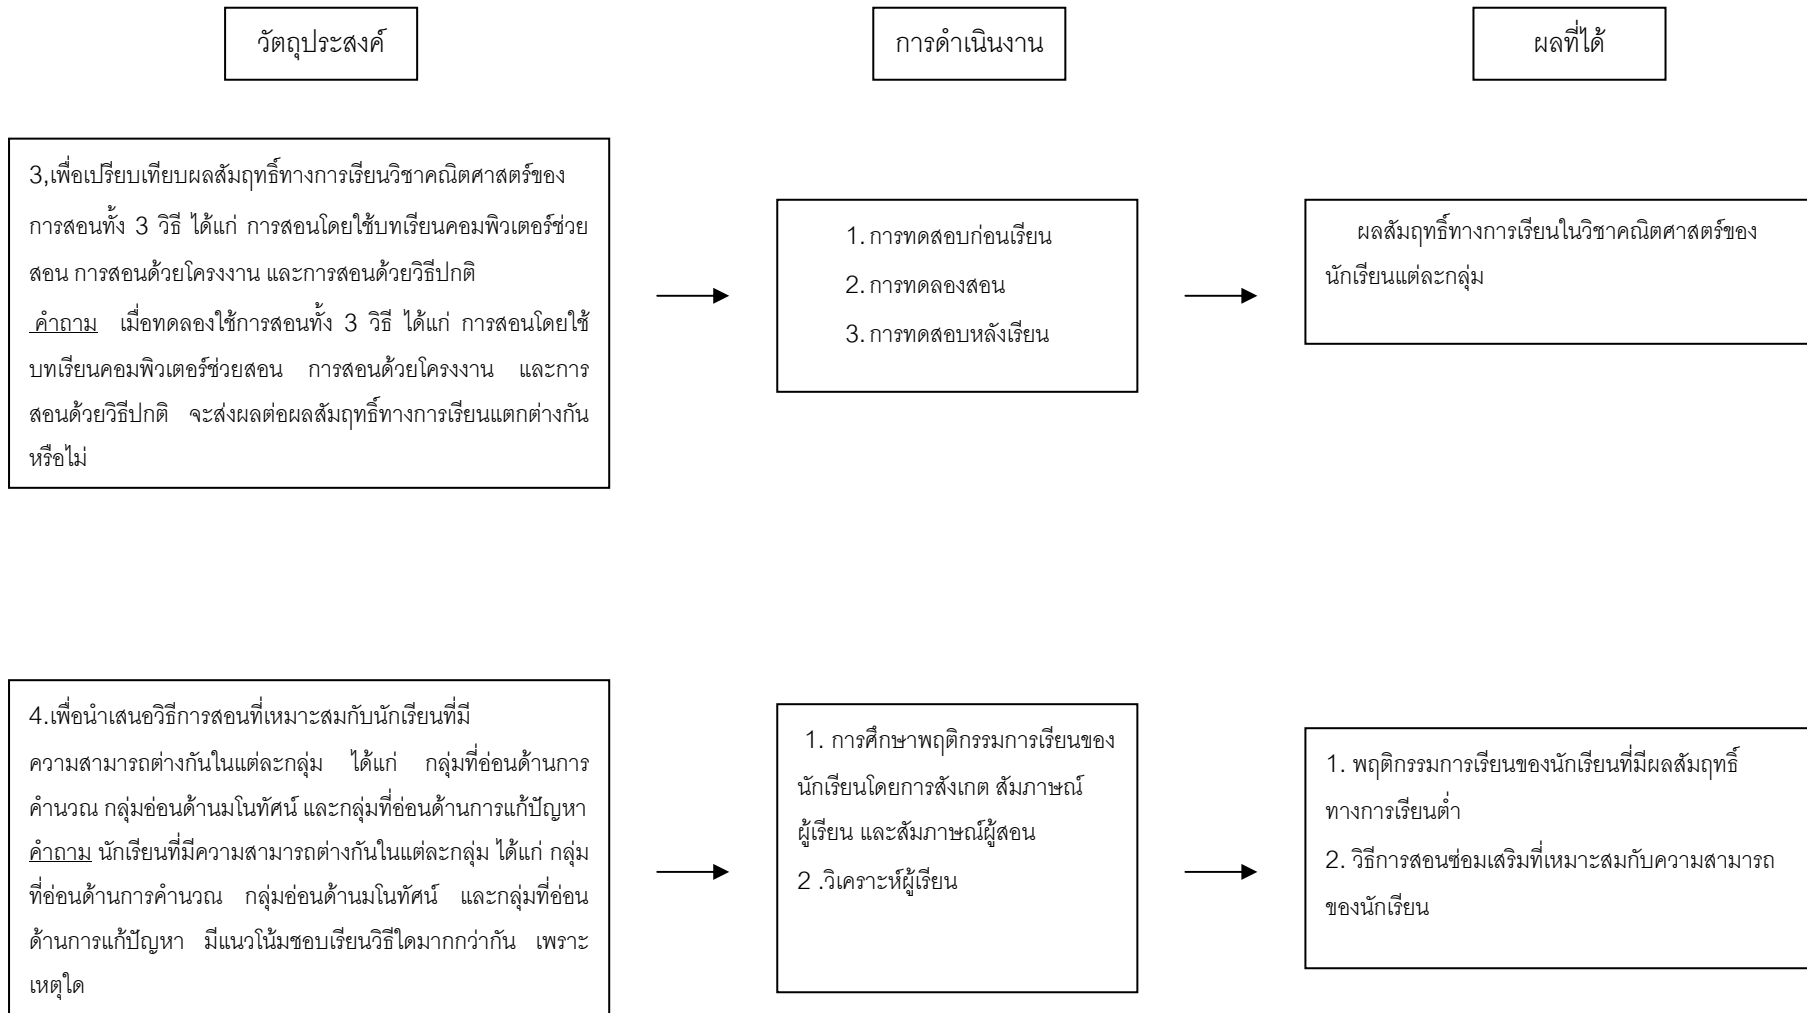 วัตถุประสงค์
การดำเนินงาน
ผลที่ได้
3,เพื่อเปรียบเทียบผลสัมฤทธิ์ทางการเรียนวิชาคณิตศาสตร์ของ
การสอนทั้ง 3 วิธี ได้แก่ การสอนโดยใช้บทเรียนคอมพิวเตอร์ช่วย
สอน การสอนด้วยโครงงาน และการสอนด้วยวิธีปกติ
คำถาม เมื่อทดลองใช้การสอนทั้ง 3 วิธี ได้แก่ การสอนโดยใช้
บทเรียนคอมพิวเตอร์ช่วยสอน การสอนด้วยโครงงาน และการ
สอนด้วยวิธีปกติ จะส่งผลต่อผลสัมฤทธิ์ทางการเรียนแตกต่างกัน
หรือไม่
1. การทดสอบก่อนเรียน
2. การทดลองสอน
3. การทดสอบหลังเรียน
ผลสัมฤทธิ์ทางการเรียนในวิชาคณิตศาสตร์ของ
นักเรียนแต่ละกลุ่ม
4.เพื่อนำเสนอวิธีการสอนที่เหมาะสมกับนักเรียนที่มี
ความสามารถต่างกันในแต่ละกลุ่ม ได้แก่ กลุ่มที่อ่อนด้านการ
คำนวณ กลุ่มอ่อนด้านมโนทัศน์ และกลุ่มที่อ่อนด้านการแก้ปัญหา
คำถาม นักเรียนที่มีความสามารถต่างกันในแต่ละกลุ่ม ได้แก่ กลุ่ม
ที่อ่อนด้านการคำนวณ กลุ่มอ่อนด้านมโนทัศน์ และกลุ่มที่อ่อน
ด้านการแก้ปัญหา มีแนวโน้มชอบเรียนวิธีใดมากกว่ากัน เพราะ
เหตุใด
1. การศึกษาพฤติกรรมการเรียนของ
นักเรียนโดยการสังเกต สัมภาษณ์
ผู้เรียน และสัมภาษณ์ผู้สอน
2 .วิเคราะห์ผู้เรียน
1. พฤติกรรมการเรียนของนักเรียนที่มีผลสัมฤทธิ์
ทางการเรียนต่ำ
2. วิธีการสอนซ่อมเสริมที่เหมาะสมกับความสามารถ
ของนักเรียน